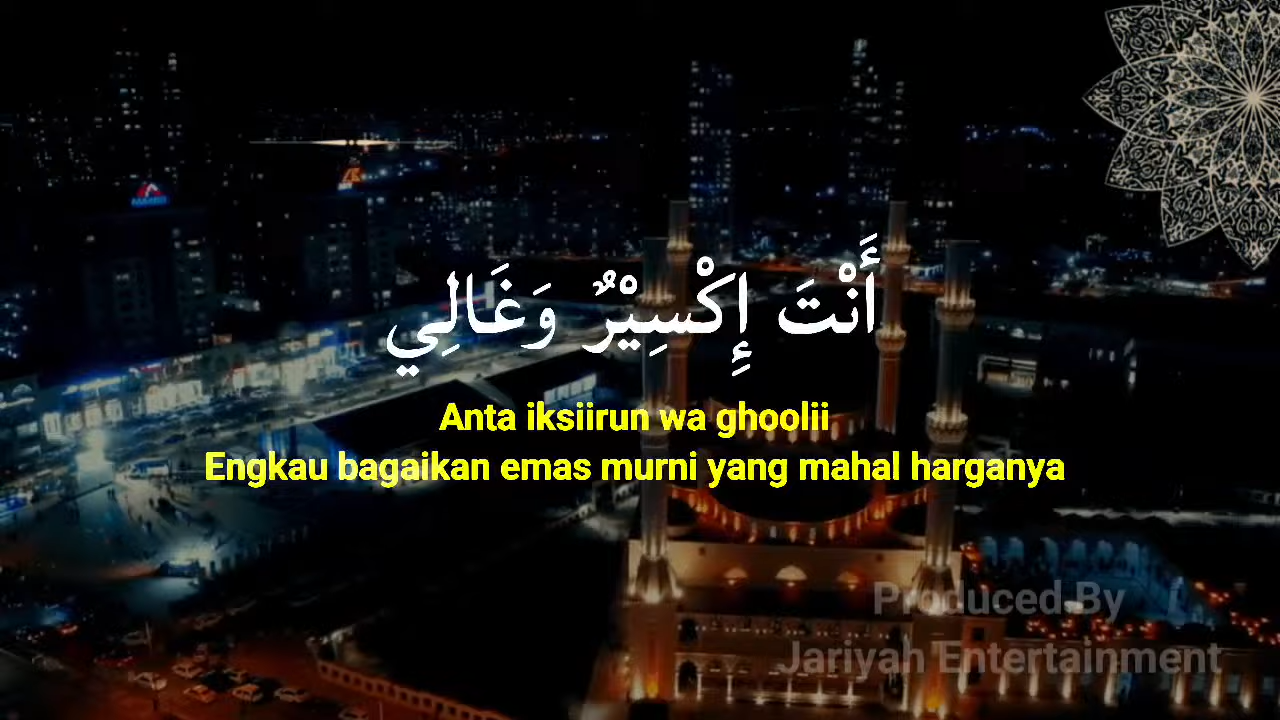 أَنْتَ إِكْسِيْرٌ وَغَالِي
Anta iksiirun wa ghoolii
Engkau bagaikan emas murni yang mahal harganya
Produced By
Jariyah Entertainment